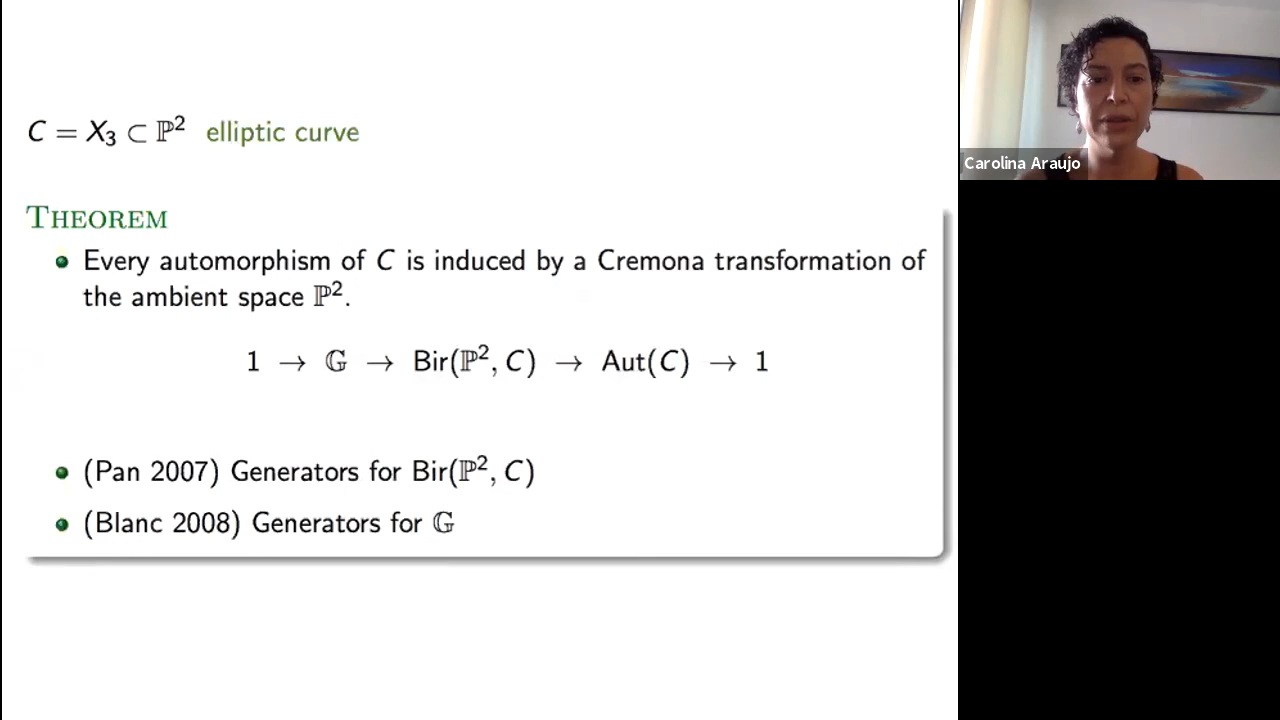 C = X₃ ⊂ ℙ² elliptic curve
THEOREM
• Every automorphism of C is induced by a Cremona transformation of
the ambient space ℙ².
1 → 𝔾 → Bir(ℙ², C) → Aut(C) → 1
• (Pan 2007) Generators for Bir(ℙ², C)
• (Blanc 2008) Generators for 𝔾
Carolina Araujo